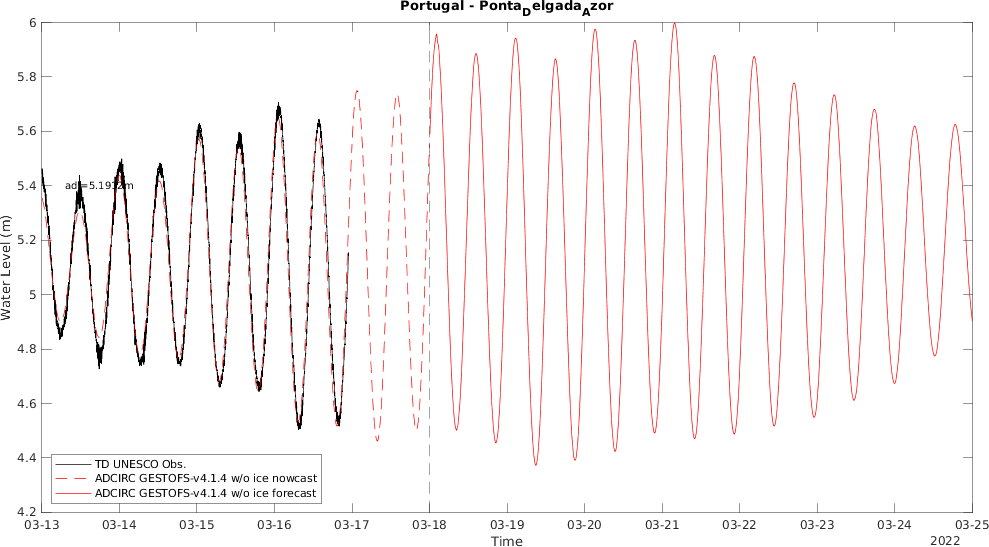 Portugal - PontaDelgadaAzor
6
5.8
5.6
5.4
5.2
5
4.8
4.6
4.4
4.2
Water Level (m)
TD UNESCO Obs.
ADCIRC GESTOFS-v4.1.4 w/o ice nowcast
ADCIRC GESTOFS-v4.1.4 w/o ice forecast
03-13 03-14 03-15 03-16 03-17 03-18 03-19 03-20 03-21 03-22 03-23 03-24 03-25
Time
2022